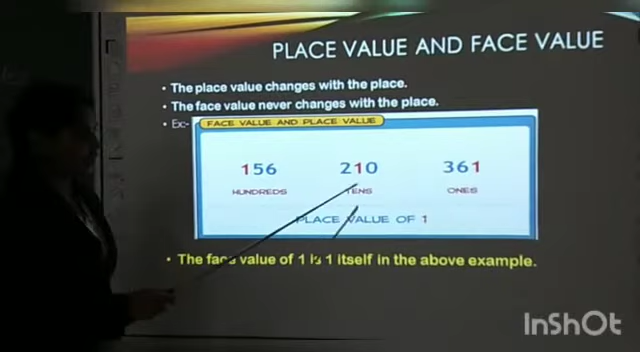 PLACE VALUE AND FACE VALUE
• The place value changes with the place.
• The face value never changes with the place.
• Ex:-
FACE VALUE AND PLACE VALUE
156 210 361
HUNDREDS TENS ONES
PLACE VALUE OF 1
• The face value of 1 is 1 itself in the above example.
InShOt